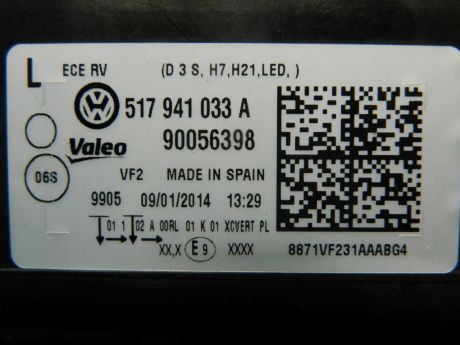 L ECE RV (D 3 S, H7,H21,LED, )
517 941 033 A
Valeo 90056398
06S VF2 MADE IN SPAIN
9905 09/01/2014 13:29
01 1 02 A 00RL 01 K 01 XCVERT PL
XX,X E9 XXXX 8871VF231AAABG4